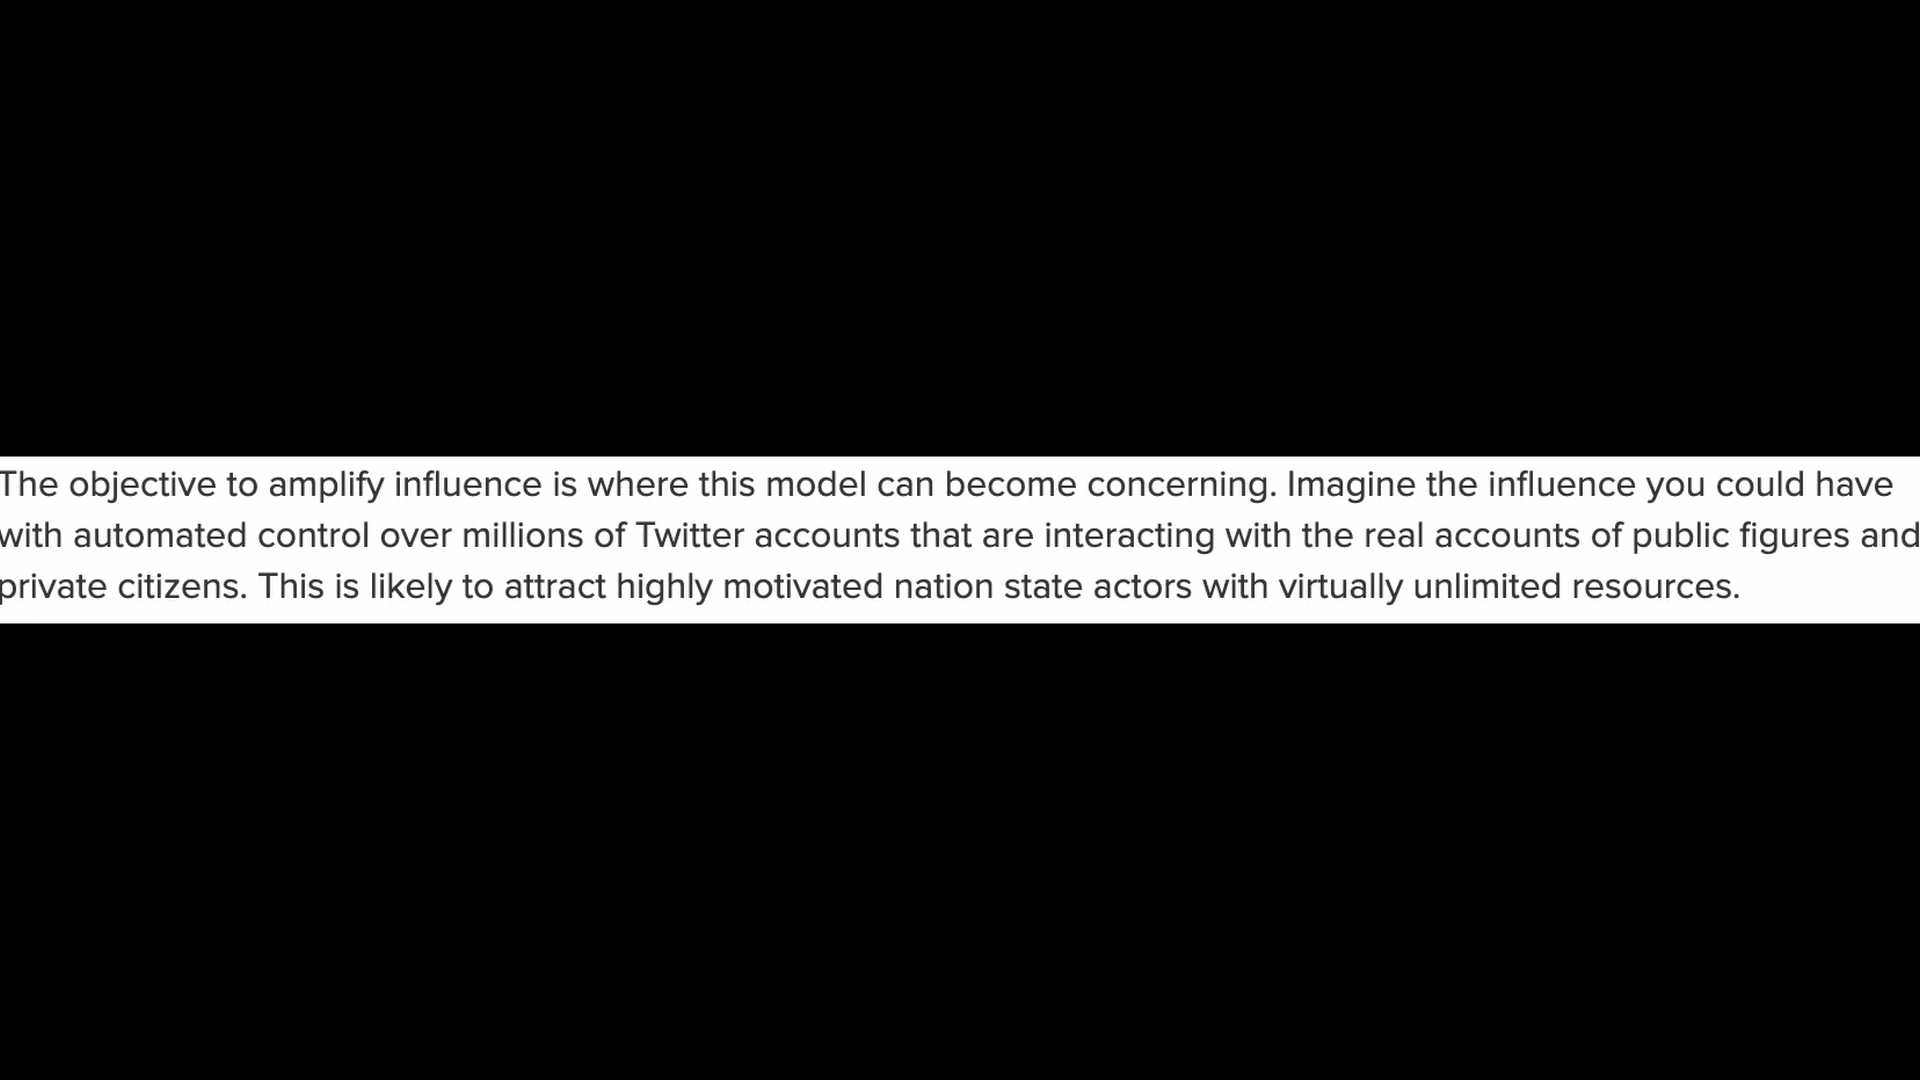 The objective to amplify influence is where this model can become concerning. Imagine the influence you could have
with automated control over millions of Twitter accounts that are interacting with the real accounts of public figures and
private citizens. This is likely to attract highly motivated nation state actors with virtually unlimited resources.